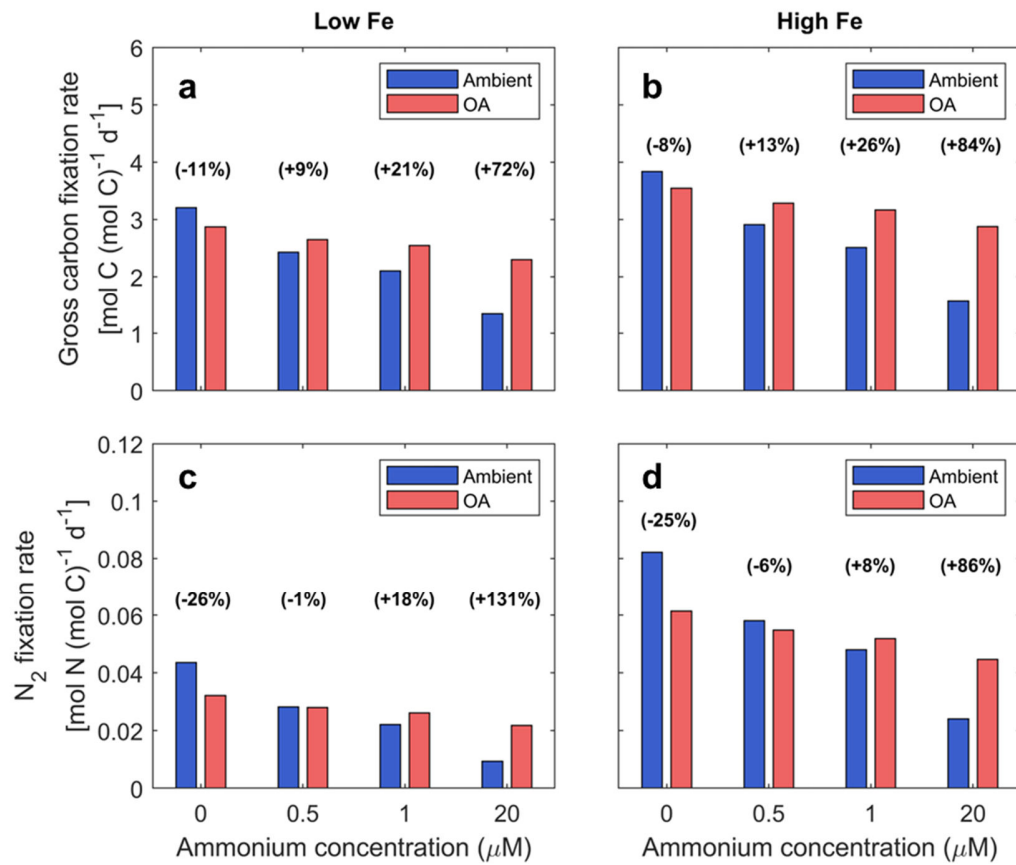 Low Fe
High Fe
Gross carbon fixation rate
[mol C (mol C)⁻¹ d⁻¹]
6
5
4
3
2
1
0
a
Ambient
OA
(-11%) (+9%) (+21%) (+72%)
b
Ambient
OA
(-8%) (+13%) (+26%) (+84%)
N₂ fixation rate
[mol N (mol C)⁻¹ d⁻¹]
0.12
0.1
0.08
0.06
0.04
0.02
0
c
Ambient
OA
(-26%) (-1%) (+18%) (+131%)
0 0.5 1 20
Ammonium concentration (μM)
d
Ambient
OA
(-25%)
(-6%) (+8%) (+86%)
0 0.5 1 20
Ammonium concentration (μM)